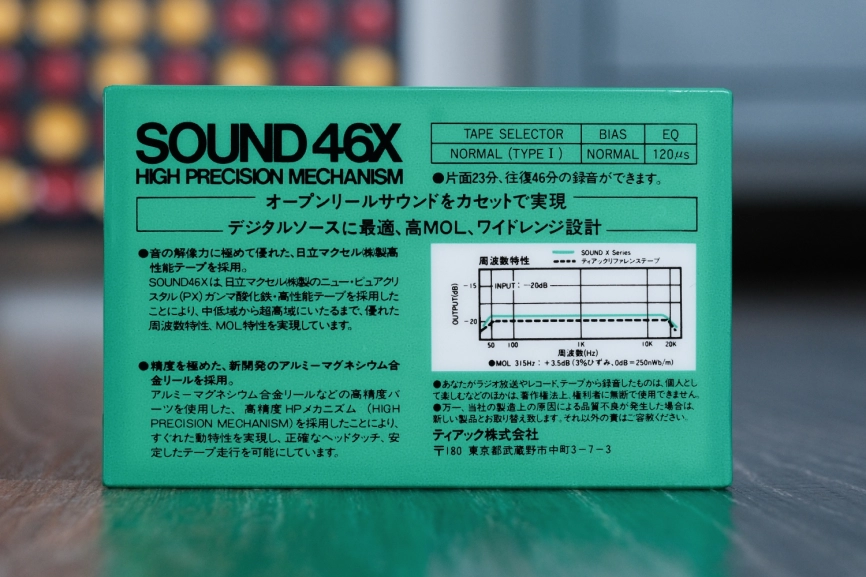 SOUND 46X
HIGH PRECISION MECHANISM
TAPE SELECTOR BIAS EQ
NORMAL (TYPE I) NORMAL 120μs
●片面23分、往復46分の録音ができます。
オープンリールサウンドをカセットで実現
デジタルソースに最適、高MOL、ワイドレンジ設計
●音の解像力に極めて優れた、日立マクセル㈱製高
性能テープを採用。
SOUND46Xは、日立マクセル㈱製のニュー・ピュアクリ
スタル(PX)ガンマ酸化鉄・高性能テープを採用した
ことにより、中低域から超高域にいたるまで、優れた
周波数特性、MOL特性を実現しています。
●精度を極めた、新開発のアルミーマグネシウム合
金リールを採用。
アルミーマグネシウム合金リールなどの高精度パ
ーツを使用した、高精度HPメカニズム (HIGH
PRECISION MECHANISM)を採用したことにより、
すぐれた動特性を実現し、正確なヘッドタッチ、安
定したテープ走行を可能にしています。
周波数特性
SOUND X Series
ティアックリファレンステープ
OUTPUT(dB)
-15
INPUT: -20dB
-20
50 100 1K 10K 20K
周波数(Hz)
●MOL 315Hz: +3.5dB (3%ひずみ、0dB=250nWb/m)
●あなたがラジオ放送やレコード、テープから録音したものは、個人とし
て楽しむなどのほかは、著作権法上、権利者に無断で使用できません。
●万一、当社の製造上の原因による品質不良が発生した場合は、
新しい製品とお取り替え致します。それ以外の責はご容赦ください。
ティアック株式会社
〒180 東京都武蔵野市中町3-7-3